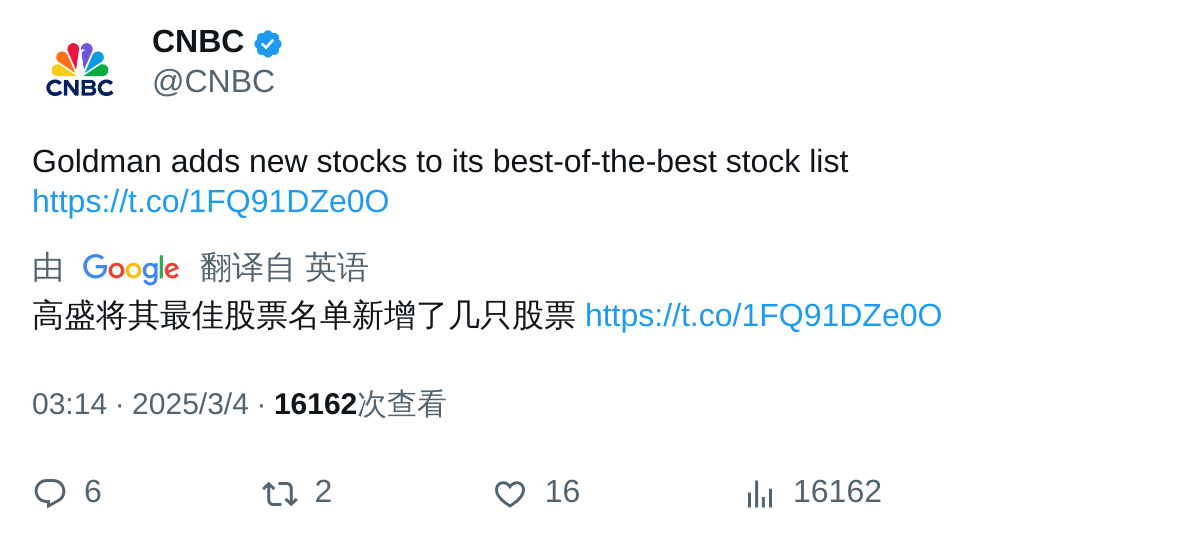 CNBC
CNBC
@CNBC
Goldman adds new stocks to its best-of-the-best stock list
https://t.co/1FQ91DZe0O
由 Google 翻译自 英语
高盛将其最佳股票名单新增了几只股票 https://t.co/1FQ91DZe0O
03:14 · 2025/3/4 · 16162次查看
6 2 16 16162